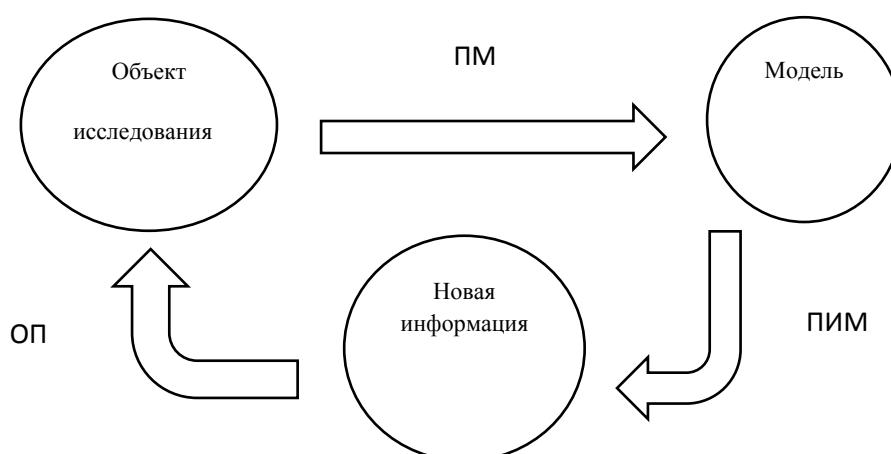 Объект
исследования
ПМ
Модель
Новая
информация
ОП
ПИМ